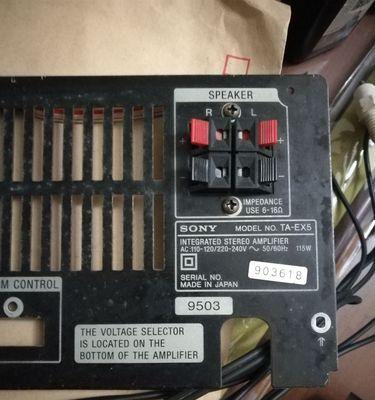 SPEAKER
R L
+ +
- -
IMPEDANCE
USE 6-16Ω
SONY MODEL NO. TA-EX5
INTEGRATED STEREO AMPLIFIER
AC 110-120/220-240V ~ 50/60Hz 115W
SERIAL NO. 903618
MADE IN JAPAN
M CONTROL
9503
THE VOLTAGE SELECTOR
IS LOCATED ON THE
BOTTOM OF THE AMPLIFIER